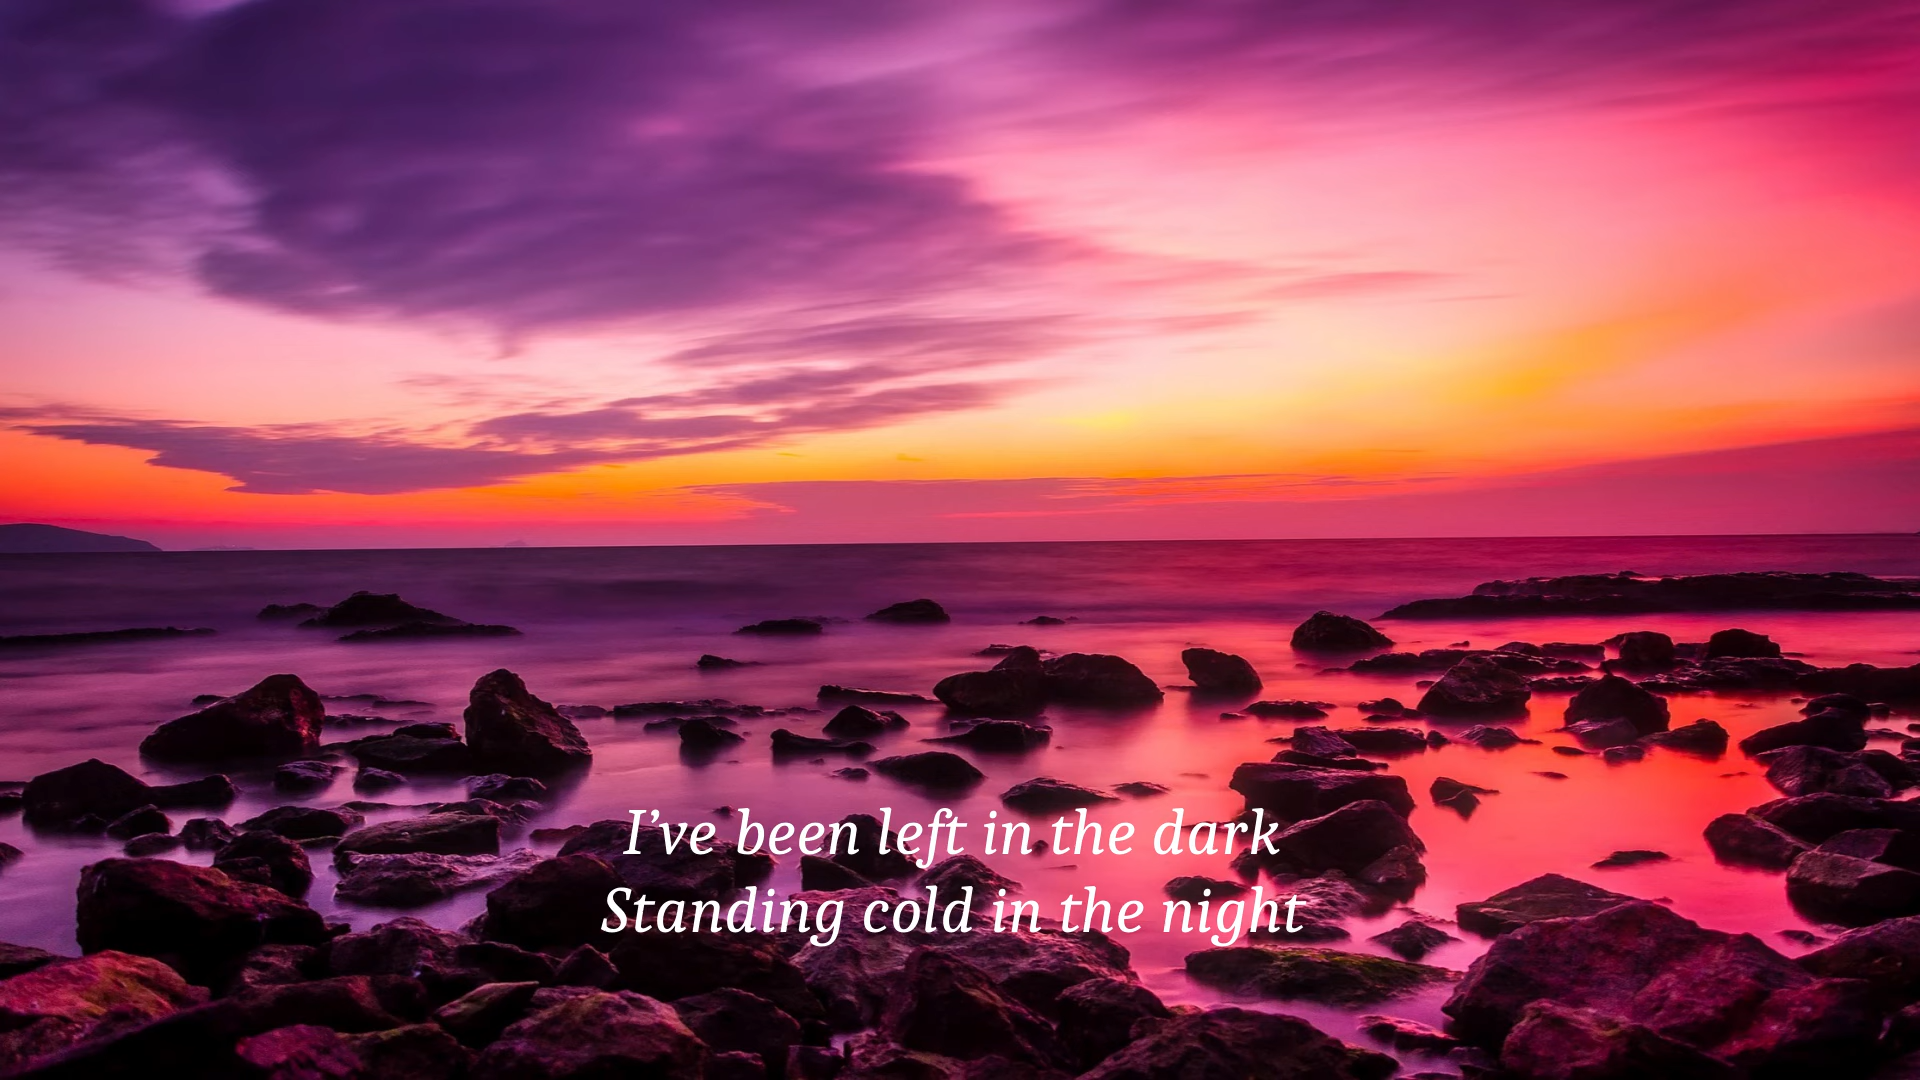 I’ve been left in the dark
Standing cold in the night